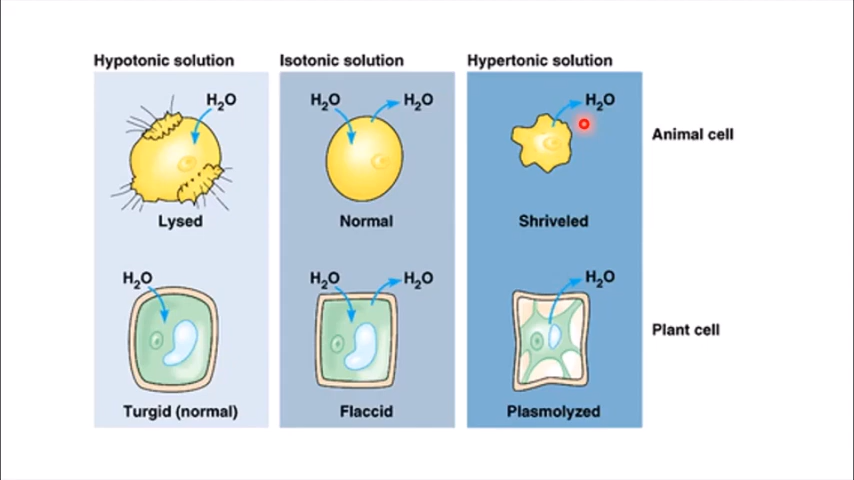 Hypotonic solution
Isotonic solution
Hypertonic solution
H₂O
H₂O
H₂O
H₂O
Animal cell
Lysed
Normal
Shriveled
H₂O
H₂O
H₂O
H₂O
Plant cell
Turgid (normal)
Flaccid
Plasmolyzed